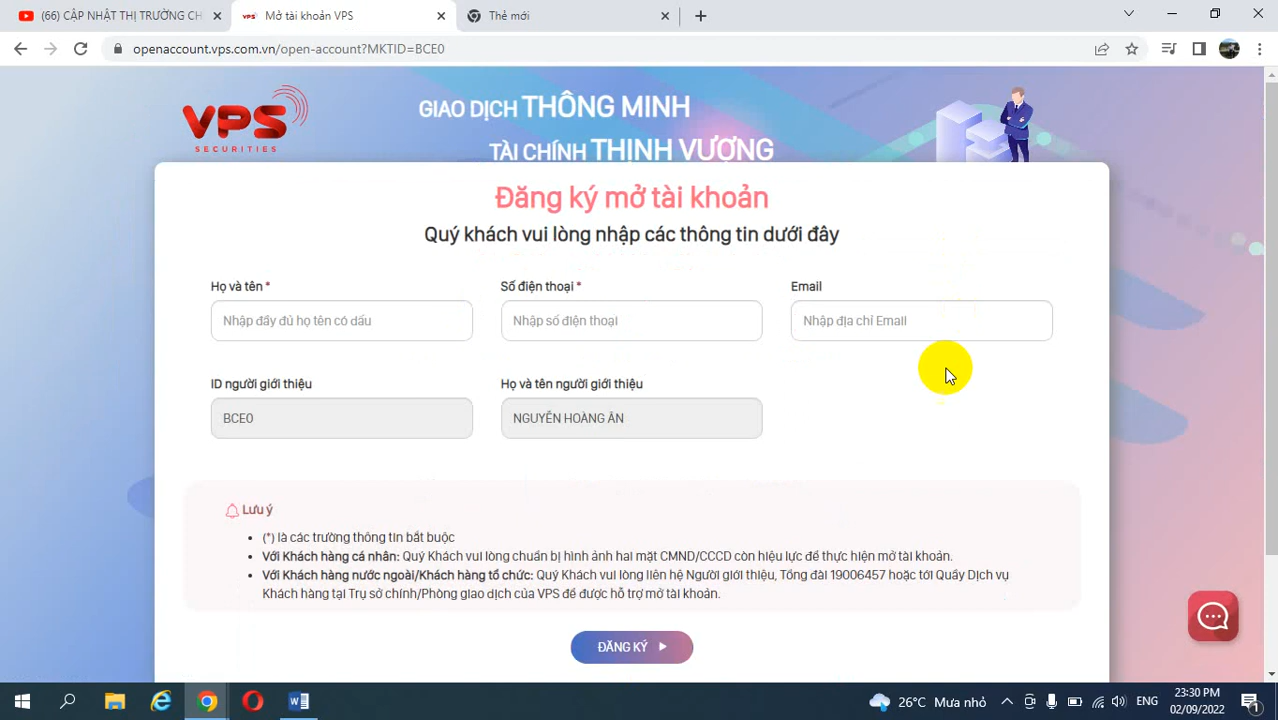 (66) CẬP NHẬT THỊ TRƯỜNG CH
Mở tài khoản VPS
Thẻ mới
openaccount.vps.com.vn/open-account?MKTID=BCE0
VPS
SECURITIES
GIAO DỊCH THÔNG MINH
TÀI CHÍNH THỊNH VƯỢNG
Đăng ký mở tài khoản
Quý khách vui lòng nhập các thông tin dưới đây
Họ và tên *
Số điện thoại *
Email
Nhập đầy đủ họ tên có dấu
Nhập số điện thoại
Nhập địa chỉ Email
ID người giới thiệu
Họ và tên người giới thiệu
BCE0
NGUYỄN HOÀNG ÂN
Lưu ý
• (*) là các trường thông tin bắt buộc
• Với Khách hàng cá nhân: Quý Khách vui lòng chuẩn bị hình ảnh hai mặt CMND/CCCD còn hiệu lực để thực hiện mở tài khoản.
• Với Khách hàng nước ngoài/Khách hàng tổ chức: Quý Khách vui lòng liên hệ Người giới thiệu, Tổng đài 19006457 hoặc tới Quầy Dịch vụ
Khách hàng tại Trụ sở chính/Phòng giao dịch của VPS để được hỗ trợ mở tài khoản.
ĐĂNG KÝ
26°C Mưa nhỏ
ENG
23:30 PM
02/09/2022
1